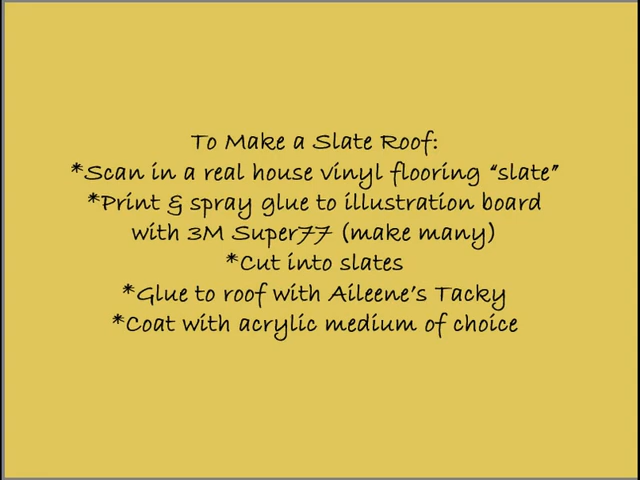 To Make a Slate Roof:
*Scan in a real house vinyl flooring “slate”
*Print & spray glue to illustration board
with 3M Super77 (make many)
*Cut into slates
*Glue to roof with Aileene’s Tacky
*Coat with acrylic medium of choice